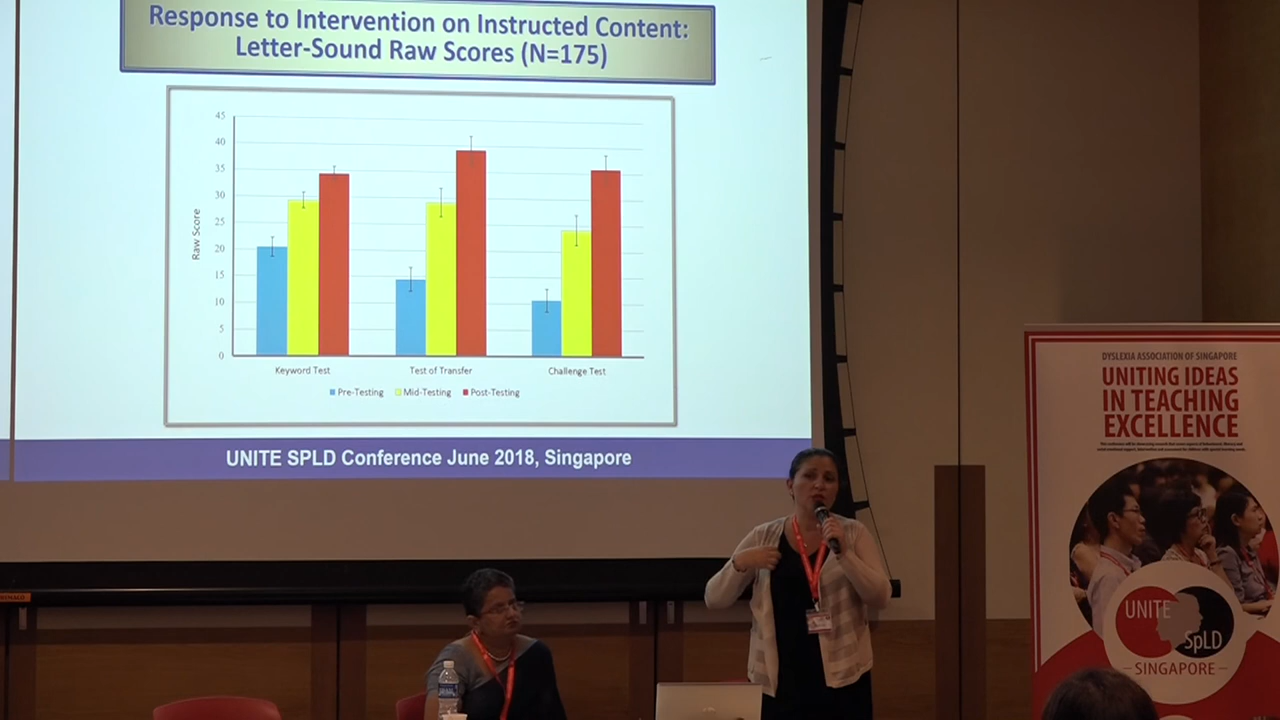 Response to Intervention on Instructed Content:
Letter-Sound Raw Scores (N=175)
45
40
35
30
25
20
15
10
5
0
Raw Score
Keyword Test
Test of Transfer
Challenge Test
Pre-Testing
Mid-Testing
Post-Testing
UNITE SPLD Conference June 2018, Singapore
DYSLEXIA ASSOCIATION OF SINGAPORE
UNITING IDEAS
IN TEACHING
EXCELLENCE
UNITE
SpLD
SINGAPORE